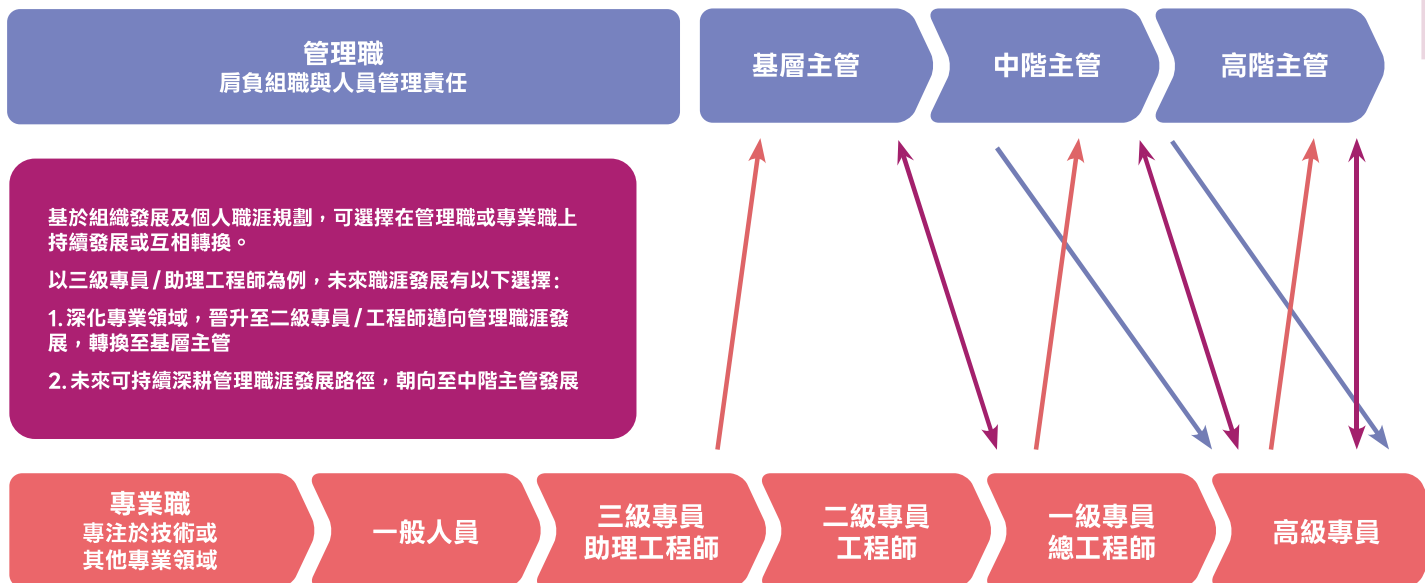 管理職
肩負組職與人員管理責任
基層主管
中階主管
高階主管
基於組織發展及個人職涯規劃，可選擇在管理職或專業職上
持續發展或互相轉換。
以三級專員/助理工程師為例，未來職涯發展有以下選擇：
1.深化專業領域，晉升至二級專員/工程師邁向管理職涯發
展，轉換至基層主管
2.未來可持續深耕管理職涯發展路徑，朝向至中階主管發展
專業職
專注於技術或
其他專業領域
一般人員
三級專員
助理工程師
二級專員
工程師
一級專員
總工程師
高級專員